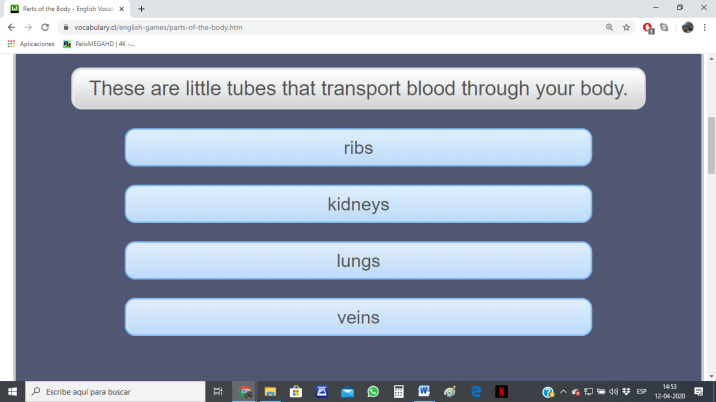 Parts of the Body - English Vocab
vocabulary.cl/english-games/parts-of-the-body.htm
Aplicaciones
PelisMEGAHD | 4K -...
These are little tubes that transport blood through your body.
ribs
kidneys
lungs
veins
Escribe aquí para buscar
ESP
14:53
12-04-2020